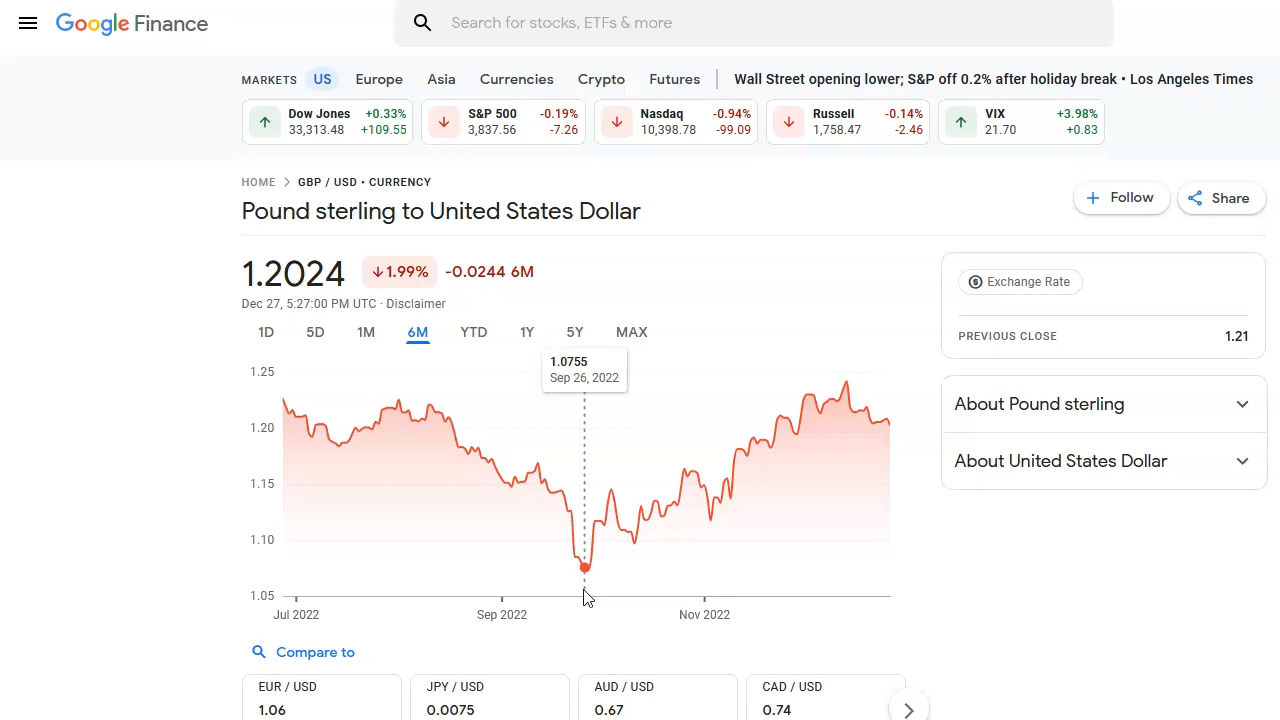 Google Finance
Search for stocks, ETFs & more
MARKETS US Europe Asia Currencies Crypto Futures Wall Street opening lower; S&P off 0.2% after holiday break • Los Angeles Times
Dow Jones +0.33% S&P 500 -0.19% Nasdaq -0.94% Russell -0.14% VIX +3.98%
33,313.48 +109.55 3,837.56 -7.26 10,398.78 -99.09 1,758.47 -2.46 21.70 +0.83
HOME > GBP / USD • CURRENCY
Pound sterling to United States Dollar
+ Follow Share
1.2024 ↓1.99% -0.0244 6M
Dec 27, 5:27:00 PM UTC · Disclaimer
1D 5D 1M 6M YTD 1Y 5Y MAX
1.0755
Sep 26, 2022
1.25
1.20
1.15
1.10
1.05
Jul 2022 Sep 2022 Nov 2022
Exchange Rate
PREVIOUS CLOSE 1.21
About Pound sterling
About United States Dollar
Compare to
EUR / USD JPY / USD AUD / USD CAD / USD
1.06 0.0075 0.67 0.74